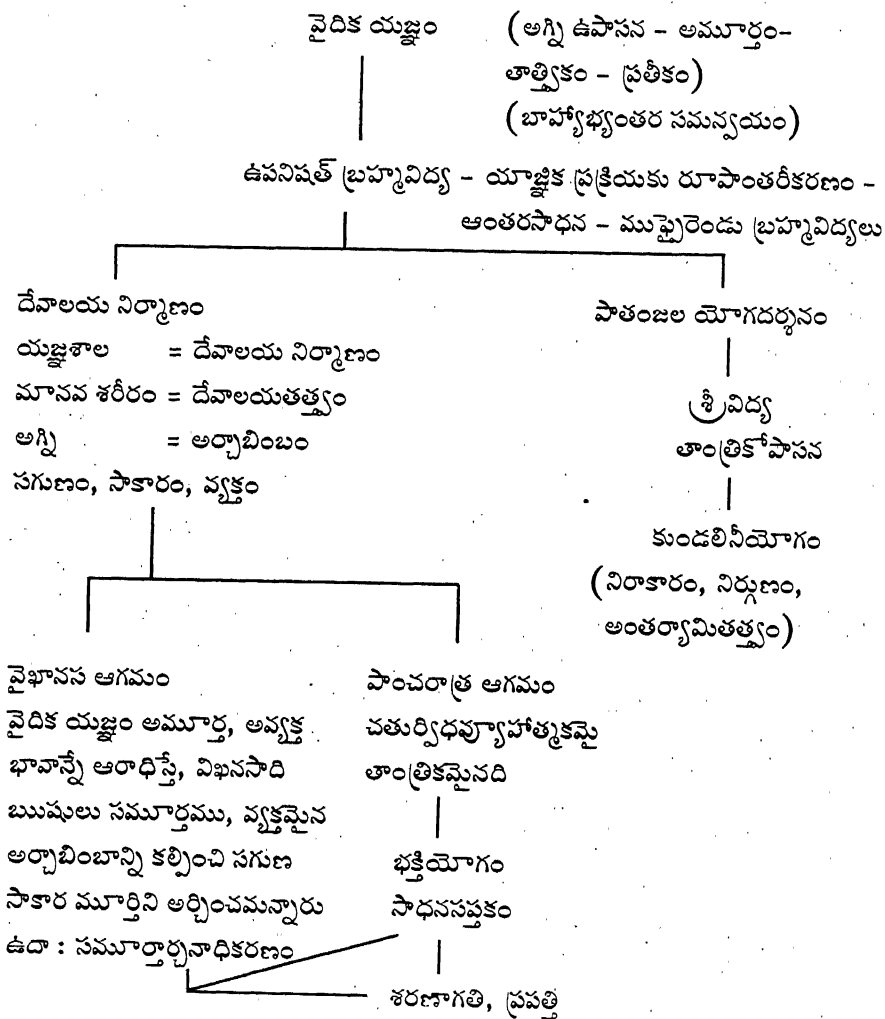 వైదిక యజ్ఞం (అగ్ని ఉపాసన – అమూర్తం–
తాత్త్వికం – ప్రతీకం)
(బాహ్యాభ్యంతర సమన్వయం)
ఉపనిషత్ బ్రహ్మవిద్య – యాజ్ఞిక ప్రక్రియకు రూపాంతరీకరణం –
ఆంతరసాధన – ముప్ఫైరెండు బ్రహ్మవిద్యలు
దేవాలయ నిర్మాణం
యజ్ఞశాల = దేవాలయ నిర్మాణం
మానవ శరీరం = దేవాలయతత్త్వం
అగ్ని = అర్చాబింబం
సగుణం, సాకారం, వ్యక్తం
పాతంజల యోగదర్శనం
శ్రీవిద్య
తాంత్రికోపాసన
కుండలినీయోగం
(నిరాకారం, నిర్గుణం,
అంతర్యామితత్త్వం)
వైఖానస ఆగమం
వైదిక యజ్ఞం అమూర్త, అవ్యక్త
భావాన్నే ఆరాధిస్తే, విఖనసాది
ఋషులు సమూర్తము, వ్యక్తమైన
అర్చాబింబాన్ని కల్పించి సగుణ
సాకార మూర్తిని అర్చించమన్నారు
ఉదా : సమూర్తార్చనాధికరణం
పాంచరాత్ర ఆగమం
చతుర్విధవ్యూహాత్మకమై
తాంత్రికమైనది
భక్తియోగం
సాధనసప్తకం
శరణాగతి, ప్రపత్తి